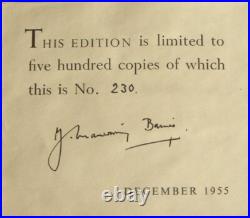 THIS EDITION is limited to
five hundred copies of which
this is No. 230.
DECEMBER 1955